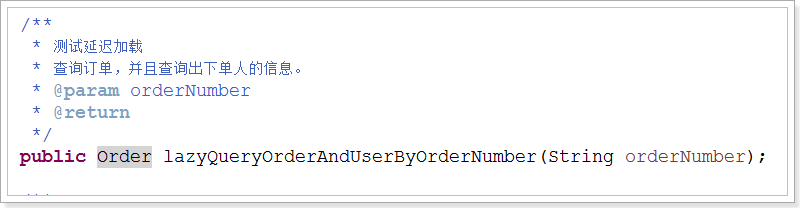 /**
 * 测试延迟加载
 * 查询订单，并且查询出下单人的信息。
 * @param orderNumber
 * @return
 */
public Order lazyQueryOrderAndUserByOrderNumber(String orderNumber);